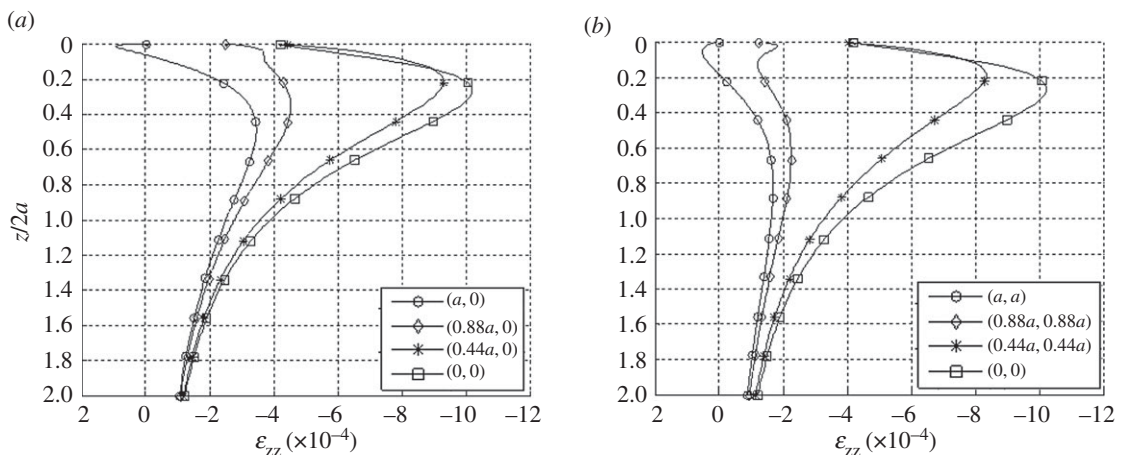 (a)
0
0.2
0.4
0.6
0.8
1.0
1.2
1.4
1.6
1.8
2.0
z/2a
2 0 –2 –4 –6 –8 –10 –12
ε_zz (×10^–4)
(a, 0)
(0.88a, 0)
(0.44a, 0)
(0, 0)
(b)
0
0.2
0.4
0.6
0.8
1.0
1.2
1.4
1.6
1.8
2.0
2 0 –2 –4 –6 –8 –10 –12
ε_zz (×10^–4)
(a, a)
(0.88a, 0.88a)
(0.44a, 0.44a)
(0, 0)